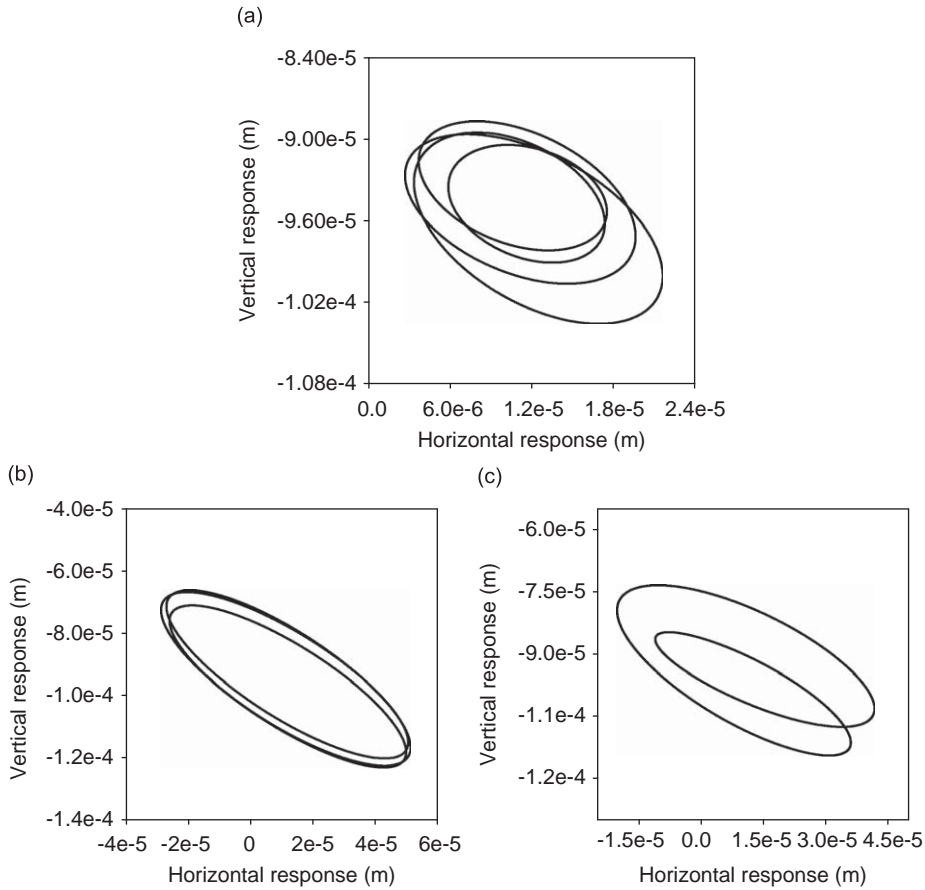 (a)
-8.40e-5
-9.00e-5
-9.60e-5
-1.02e-4
-1.08e-4
Vertical response (m)
0.0 6.0e-6 1.2e-5 1.8e-5 2.4e-5
Horizontal response (m)
(b)
-4.0e-5
-6.0e-5
-8.0e-5
-1.0e-4
-1.2e-4
-1.4e-4
Vertical response (m)
-4e-5 -2e-5 0 2e-5 4e-5 6e-5
Horizontal response (m)
(c)
-6.0e-5
-7.5e-5
-9.0e-5
-1.1e-4
-1.2e-4
Vertical response (m)
-1.5e-5 0.0 1.5e-5 3.0e-5 4.5e-5
Horizontal response (m)